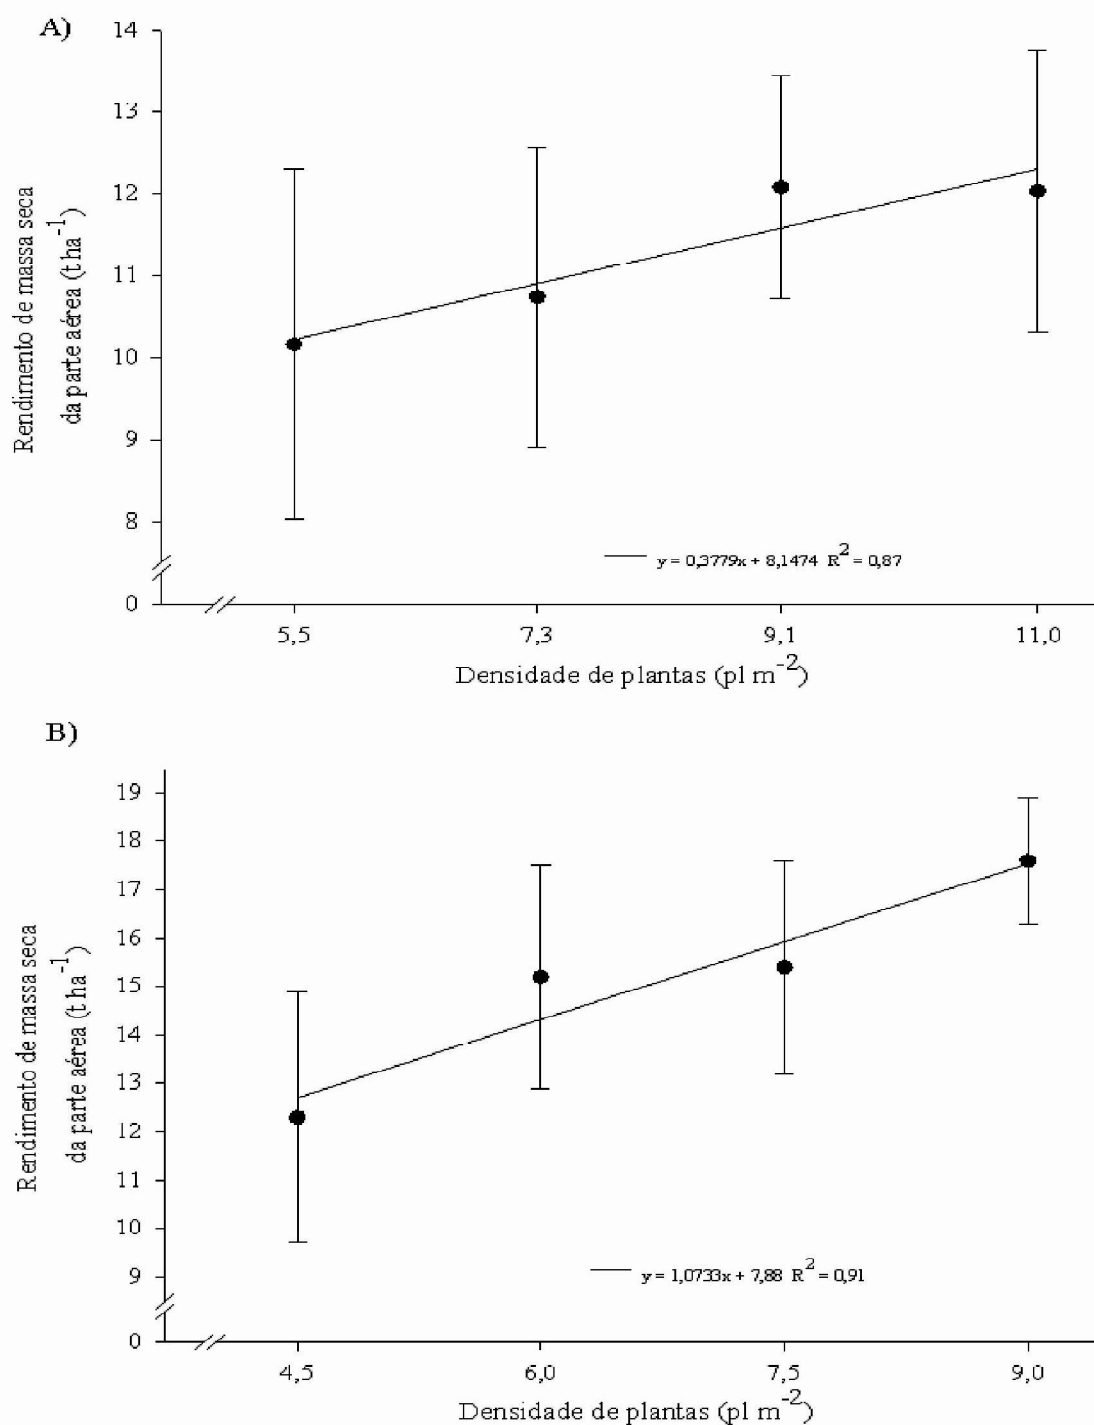 A)
14
13
12
11
10
9
8
0
Rendimento de massa seca
da parte aérea (t ha⁻¹)
y = 0,3779x + 8,1474 R² = 0,87
5,5 7,3 9,1 11,0
Densidade de plantas (pl m⁻²)
B)
19
18
17
16
15
14
13
12
11
10
9
0
Rendimento de massa seca
da parte aérea (t ha⁻¹)
y = 1,0733x + 7,88 R² = 0,91
4,5 6,0 7,5 9,0
Densidade de plantas (pl m⁻²)